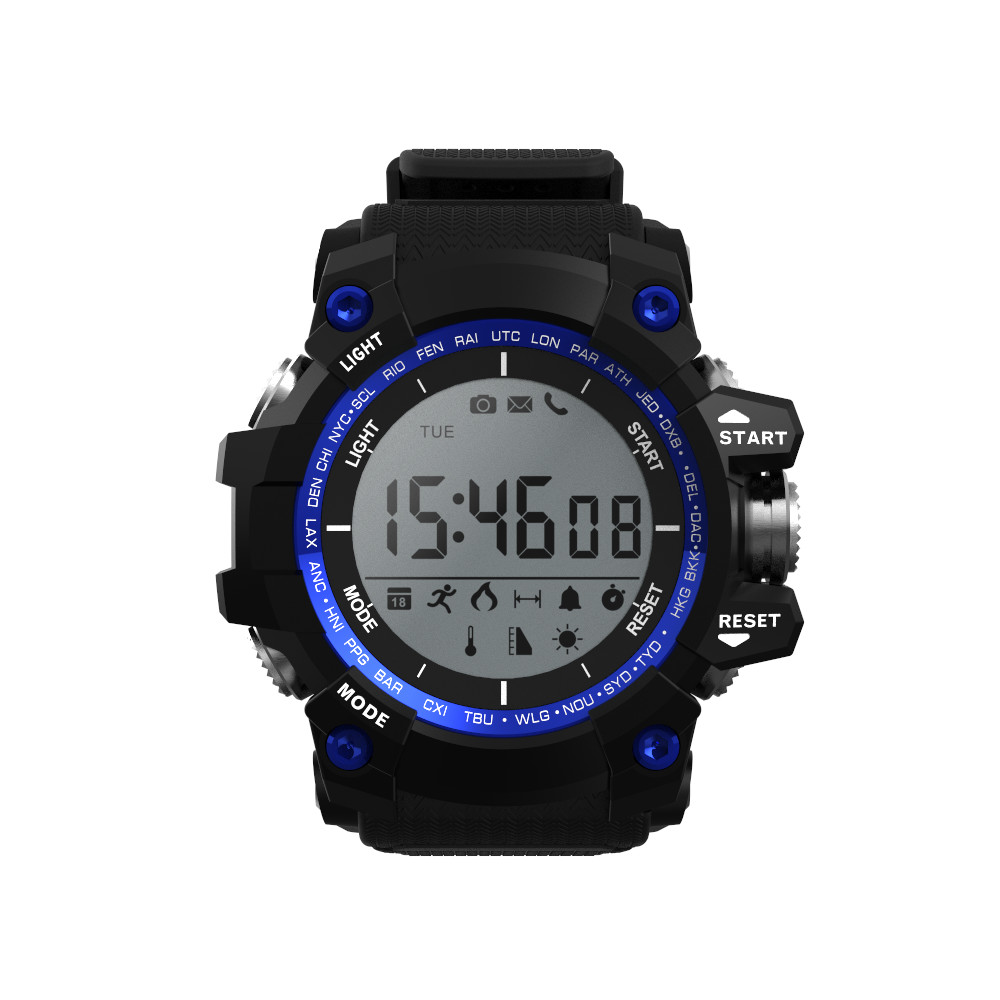 LIGHT
RIO FEN RAI UTC LON PAR ATH JED•DXB• •DEL•DAC•
BKK HKG • TYD•SYD•NOU•WLG • TBU CXI BAR PPG HNI • ANC
LAX DEN CHI NYC•SCL
LIGHT
START
START
TUE
15:46 08
18
MODE
RESET
RESET
MODE